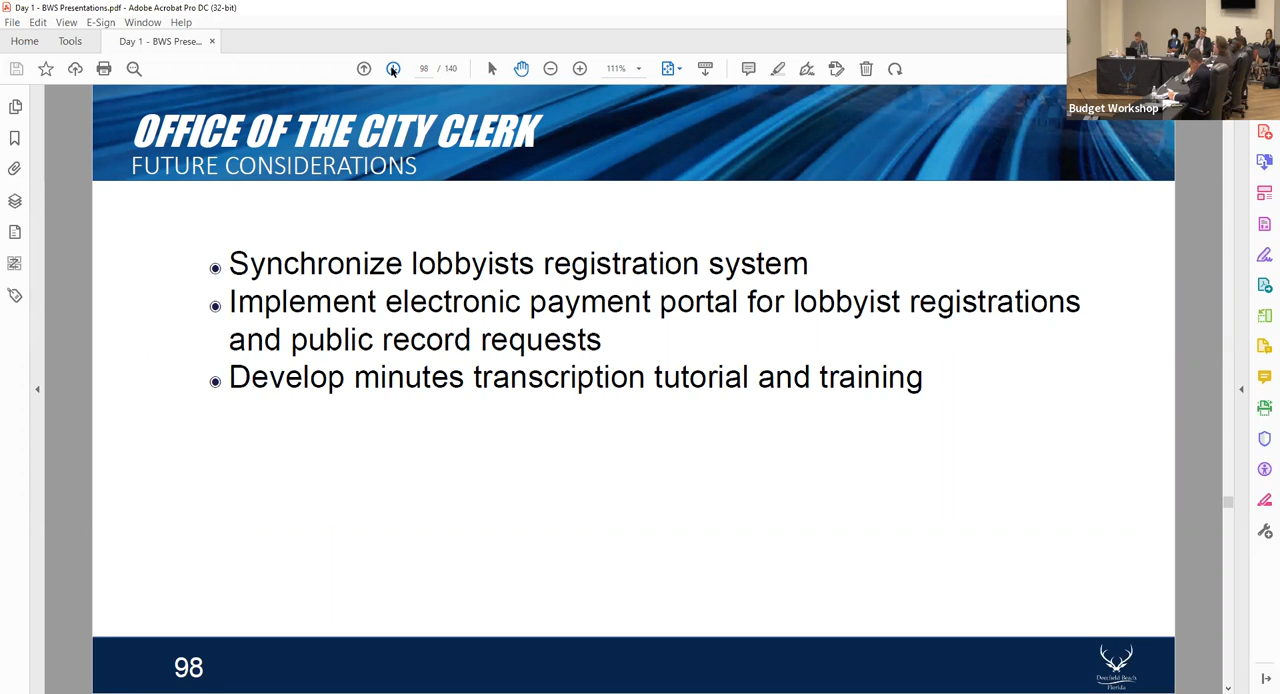 Day 1 - BWS Presentations.pdf - Adobe Acrobat Pro DC (32-bit)
File Edit View E-Sign Window Help
Home Tools Day 1 - BWS Prese... ×
98 / 140 111%
Budget Workshop
OFFICE OF THE CITY CLERK
FUTURE CONSIDERATIONS
Synchronize lobbyists registration system
Implement electronic payment portal for lobbyist registrations
and public record requests
Develop minutes transcription tutorial and training
98
Deerfield Beach
Florida